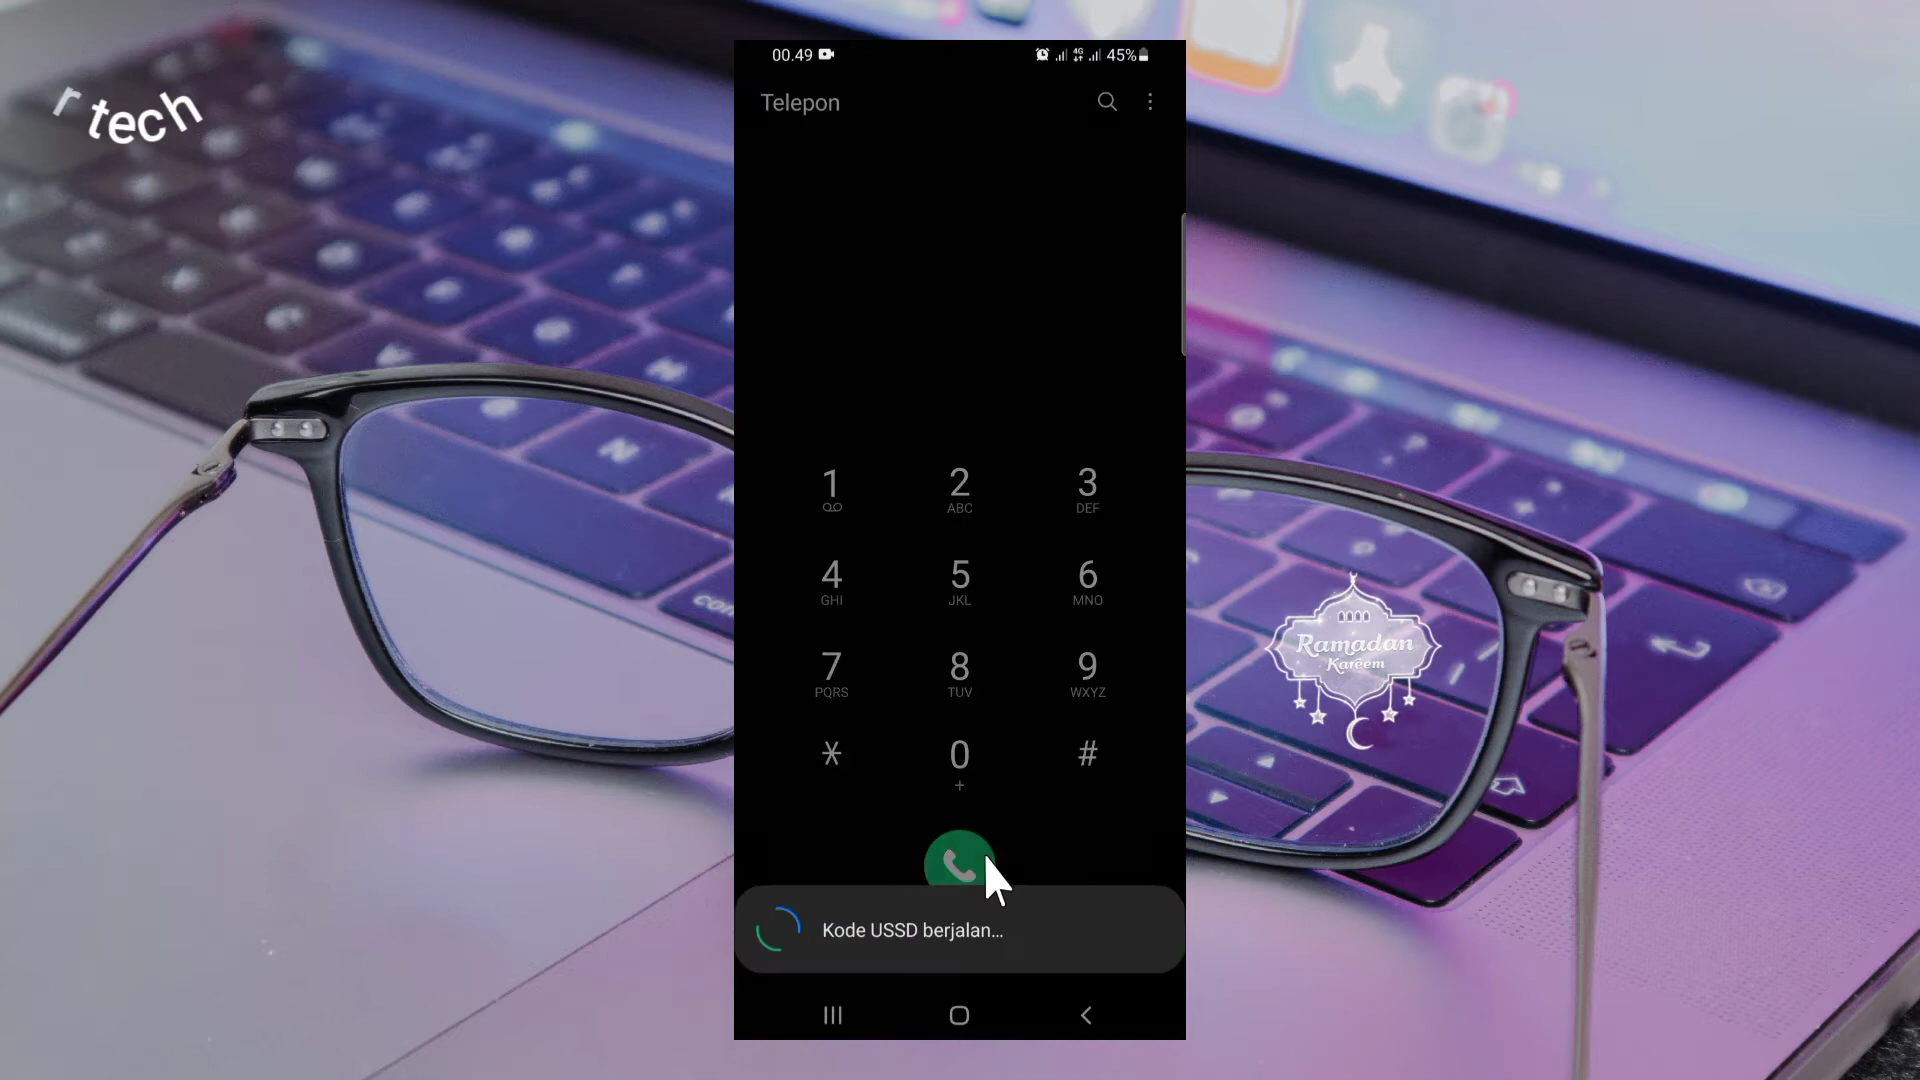 r tech
00.49
4G
45%
Telepon
1
2
ABC
3
DEF
4
GHI
5
JKL
6
MNO
7
PQRS
8
TUV
9
WXYZ
*
0
+
#
Kode USSD berjalan...
Ramadan
Kareem